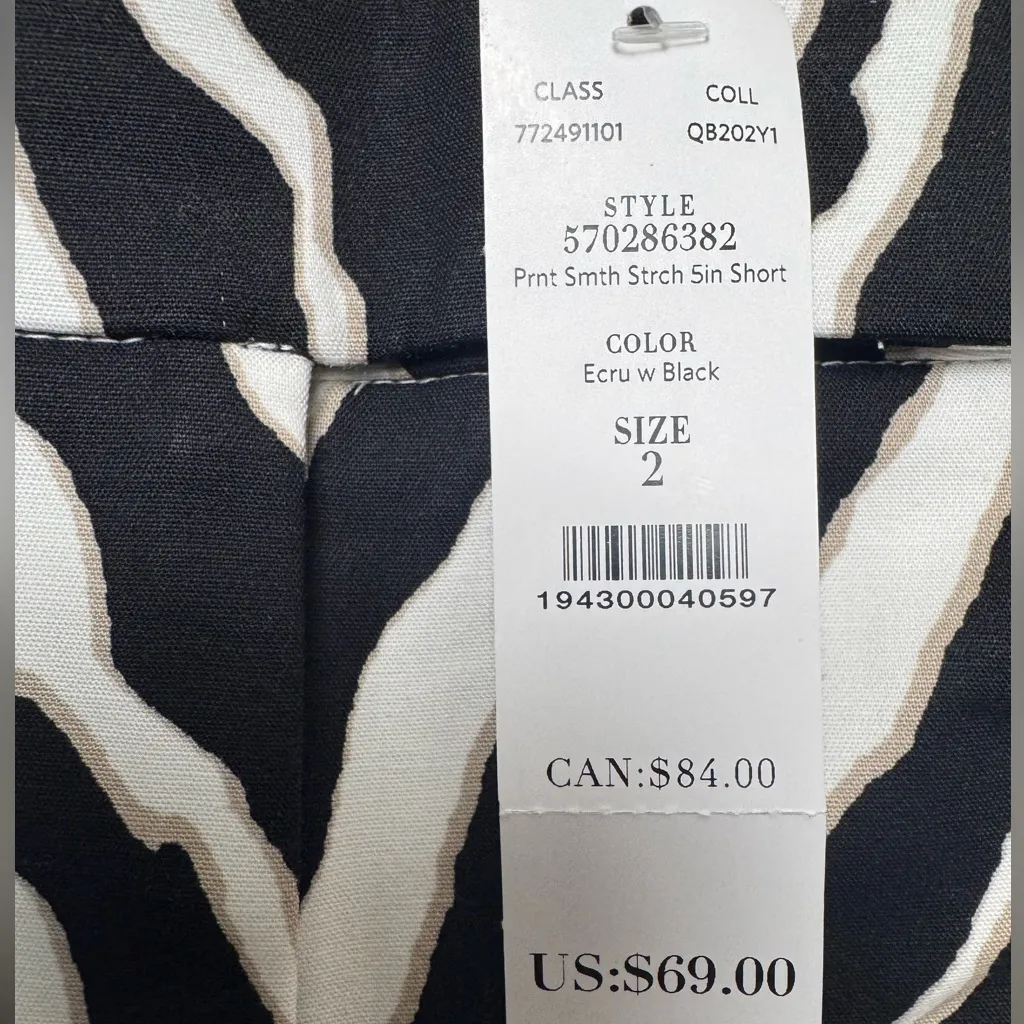 CLASS COLL
772491101 QB202Y1
STYLE
570286382
Prnt Smth Strch 5in Short
COLOR
Ecru w Black
SIZE
2
194300040597
CAN:$84.00
US:$69.00